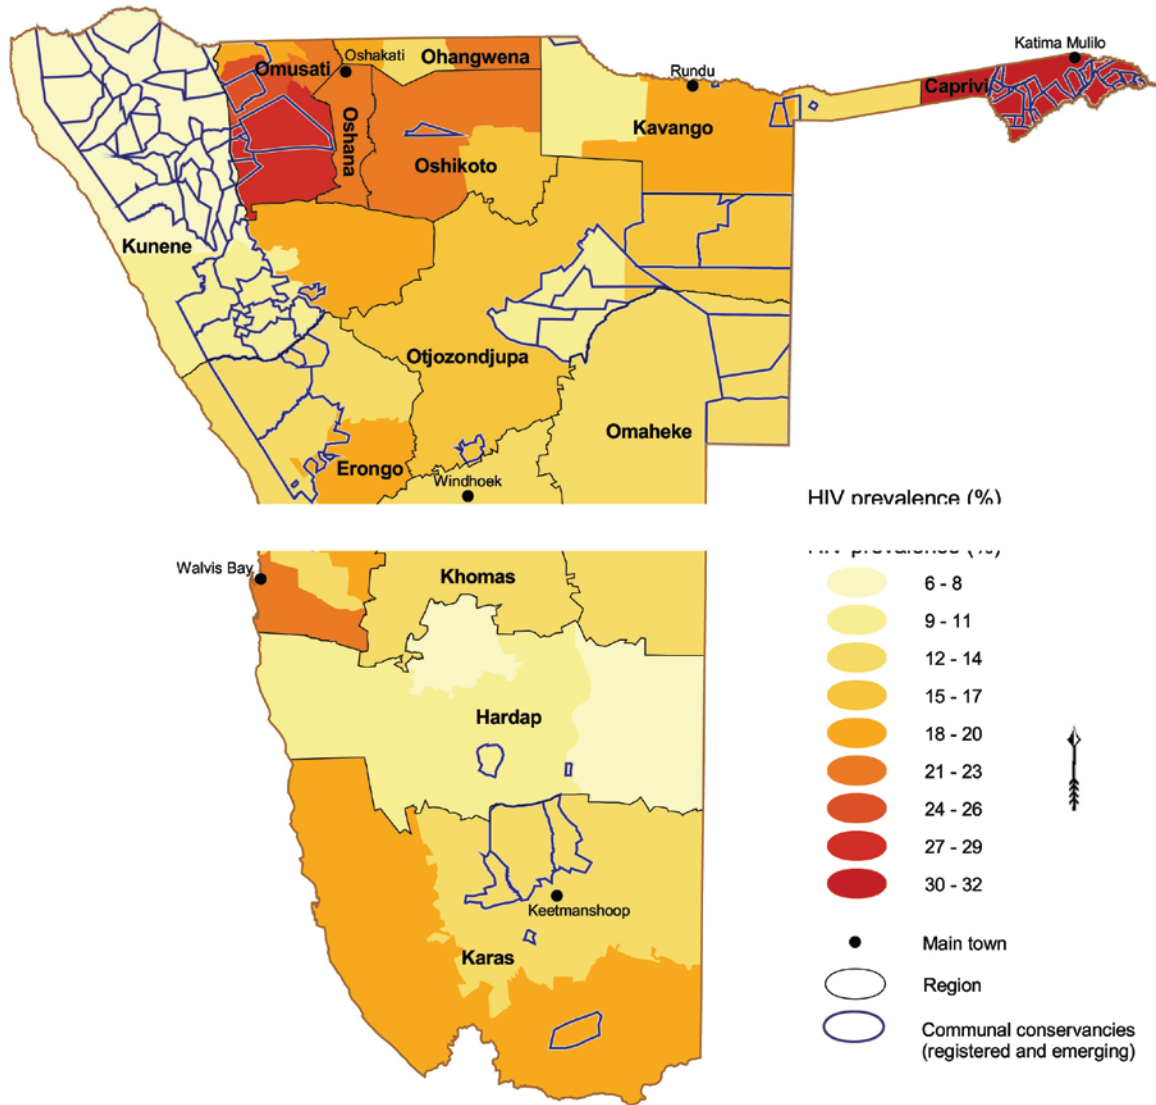 Katima Mulilo
Oshakati
Ohangwena
Omusati
Rundu
Caprivi
Oshana
Kavango
Oshikoto
Kunene
Otjozondjupa
Omaheke
Erongo
Windhoek
HIV prevalence (%)
HIV prevalence (%)
Walvis Bay
Khomas
6 - 8
9 - 11
12 - 14
15 - 17
Hardap
18 - 20
21 - 23
24 - 26
27 - 29
30 - 32
Keetmanshoop
Main town
Karas
Region
Communal conservancies
(registered and emerging)